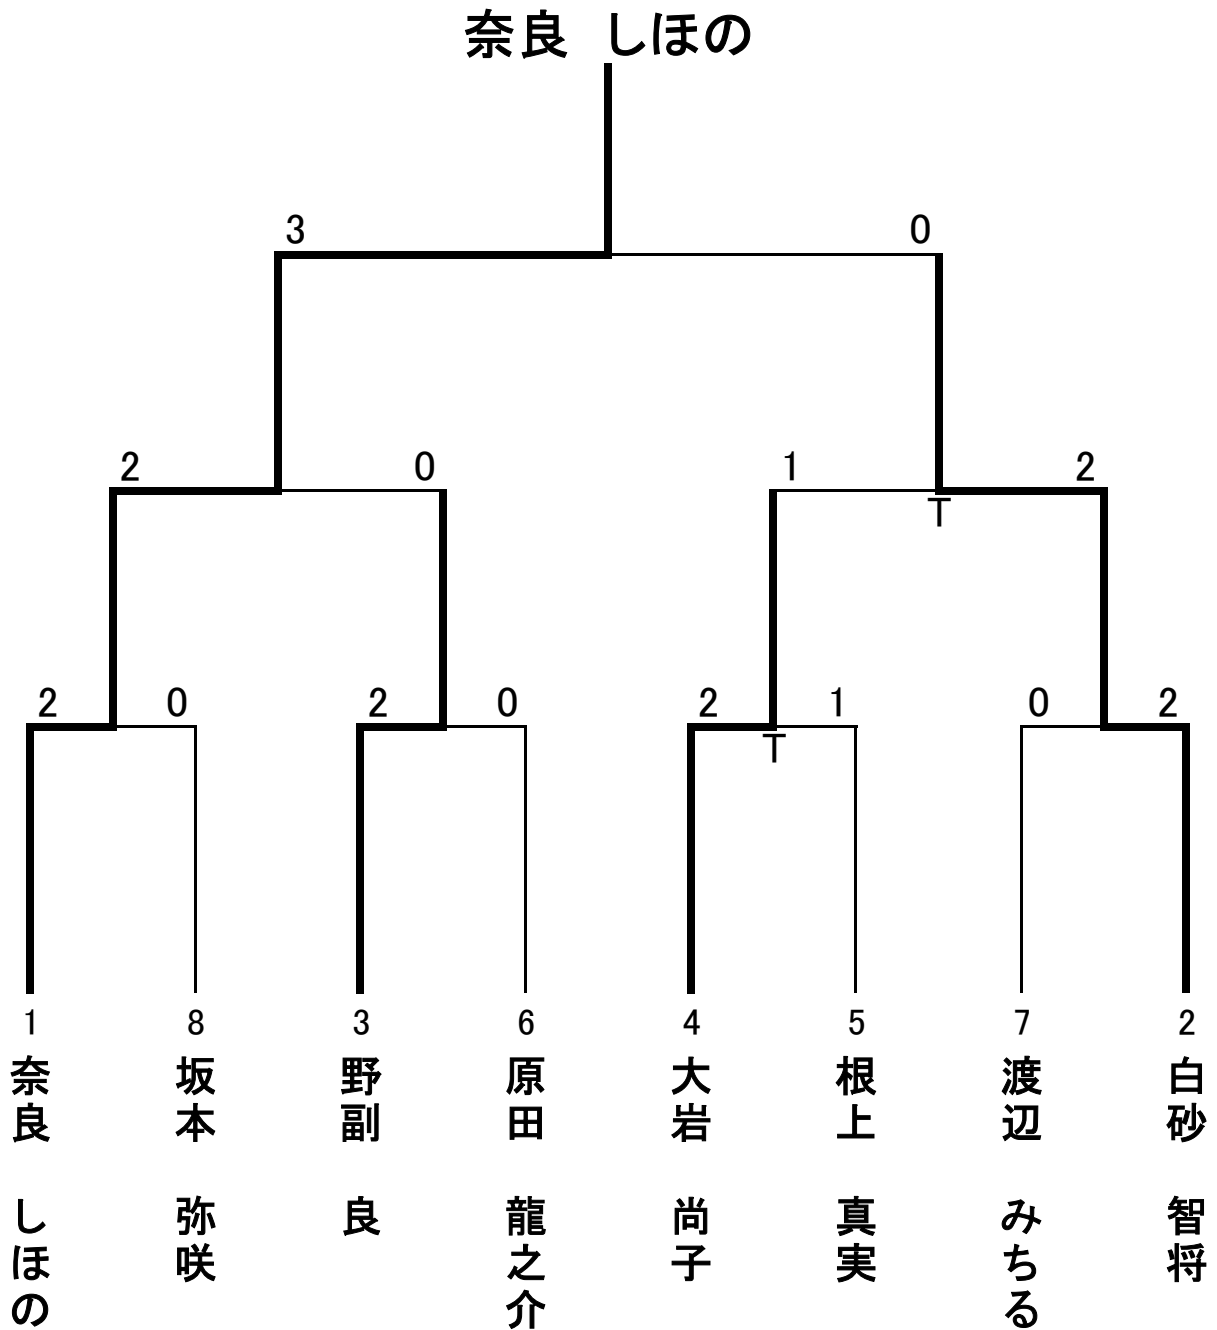 奈良 しほの
3 0
2 0 1 2
T
2 0 2 0 2 1 0 2
T
1 8 3 6 4 5 7 2
奈良 しほの
坂本 弥咲
野副 良
原田 龍之介
大岩 尚子
根上 真実
渡辺 みちる
白砂 智将